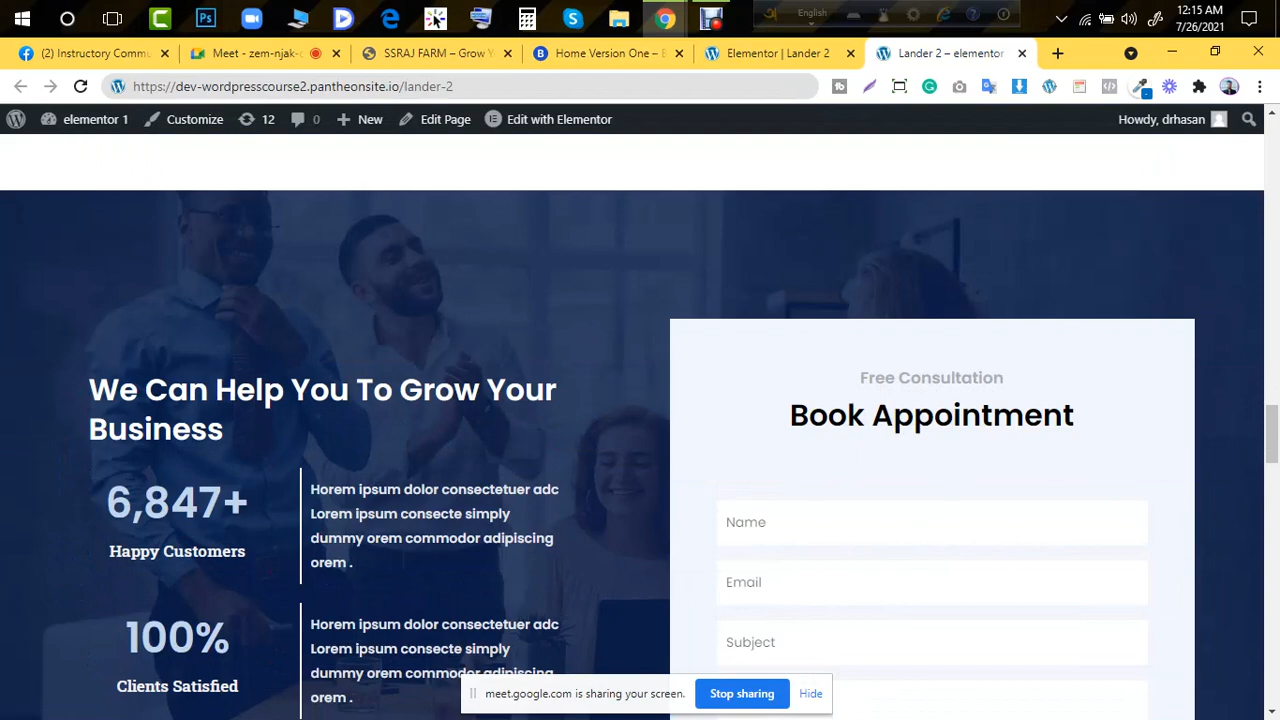 English
12:15 AM
7/26/2021
(2) Instructory Commu
Meet - zem-njak-c
SSRAJ FARM – Grow Y
Home Version One – B
Elementor | Lander 2
Lander 2 – elementor
https://dev-wordpresscourse2.pantheonsite.io/lander-2
elementor 1
Customize
12
0
New
Edit Page
Edit with Elementor
Howdy, drhasan
We Can Help You To Grow Your
Business
6,847+
Happy Customers
Horem ipsum dolor consectetuer adc
Lorem ipsum consecte simply
dummy orem commodor adipiscing
orem .
100%
Clients Satisfied
Horem ipsum dolor consectetuer adc
Lorem ipsum consecte simply
dummy orem commodor adipiscing
orem .
Free Consultation
Book Appointment
Name
Email
Subject
meet.google.com is sharing your screen.
Stop sharing
Hide